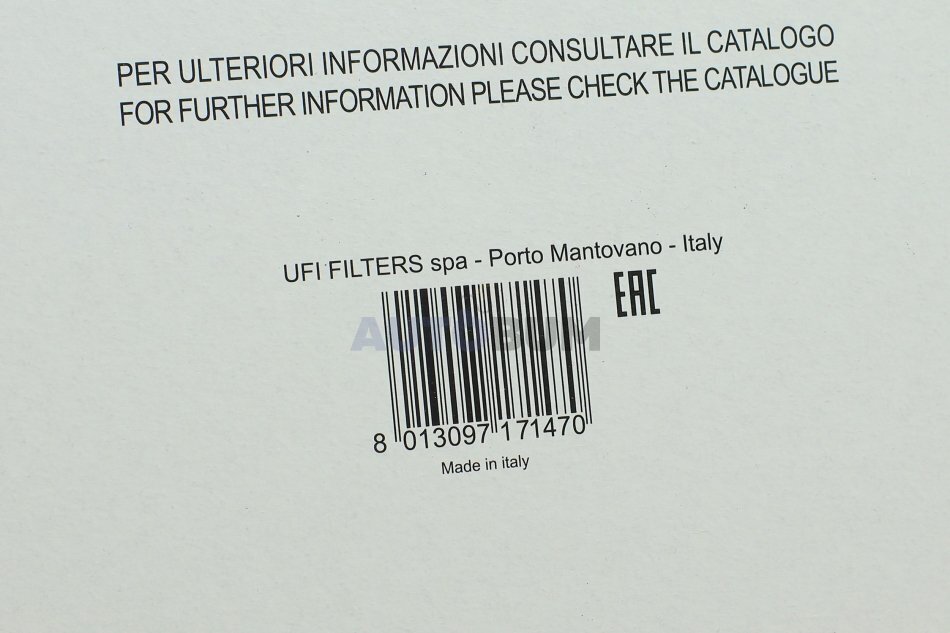 PER ULTERIORI INFORMAZIONI CONSULTARE IL CATALOGO
FOR FURTHER INFORMATION PLEASE CHECK THE CATALOGUE
UFI FILTERS spa - Porto Mantovano - Italy
EAC
AUTOBUM
8 013097 171470
Made in italy